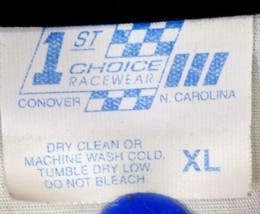 1ST
CHOICE
RACEWEAR
CONOVER N. CAROLINA
DRY CLEAN OR
MACHINE WASH COLD.
TUMBLE DRY LOW.
DO NOT BLEACH.
XL